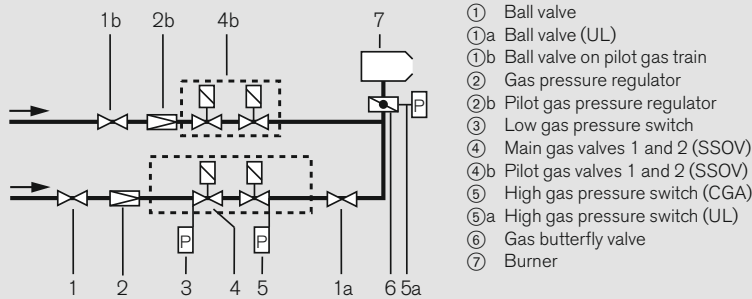 1b 2b 4b 7
P
P P
1 2 3 4 5 1a 6 5a
① Ball valve
①a Ball valve (UL)
①b Ball valve on pilot gas train
② Gas pressure regulator
②b Pilot gas pressure regulator
③ Low gas pressure switch
④ Main gas valves 1 and 2 (SSOV)
④b Pilot gas valves 1 and 2 (SSOV)
⑤ High gas pressure switch (CGA)
⑤a High gas pressure switch (UL)
⑥ Gas butterfly valve
⑦ Burner